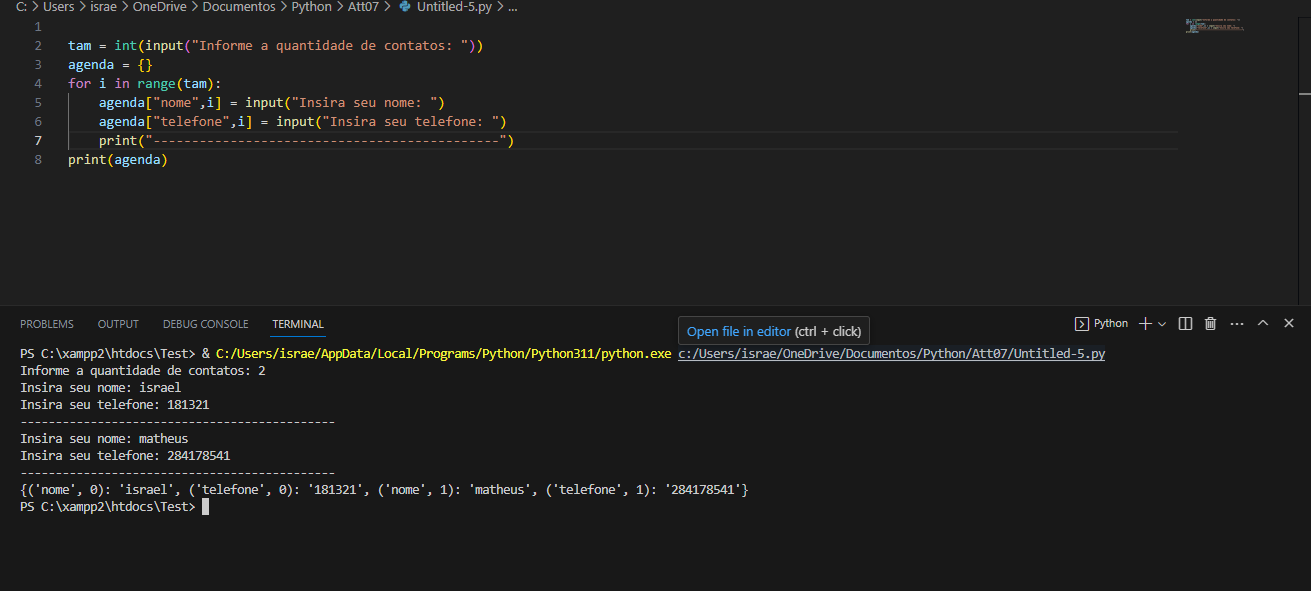 C: > Users > israe > OneDrive > Documentos > Python > Att07 > Untitled-5.py > ...
1
2 tam = int(input("Informe a quantidade de contatos: "))
3 agenda = {}
4 for i in range(tam):
5     agenda["nome",i] = input("Insira seu nome: ")
6     agenda["telefone",i] = input("Insira seu telefone: ")
7     print("---------------------------------------------")
8 print(agenda)
PROBLEMS OUTPUT DEBUG CONSOLE TERMINAL Python
Open file in editor (ctrl + click)
PS C:\xampp2\htdocs\Test> & C:/Users/israe/AppData/Local/Programs/Python/Python311/python.exe c:/Users/israe/OneDrive/Documentos/Python/Att07/Untitled-5.py
Informe a quantidade de contatos: 2
Insira seu nome: israel
Insira seu telefone: 181321
---------------------------------------------
Insira seu nome: matheus
Insira seu telefone: 284178541
---------------------------------------------
{('nome', 0): 'israel', ('telefone', 0): '181321', ('nome', 1): 'matheus', ('telefone', 1): '284178541'}
PS C:\xampp2\htdocs\Test>